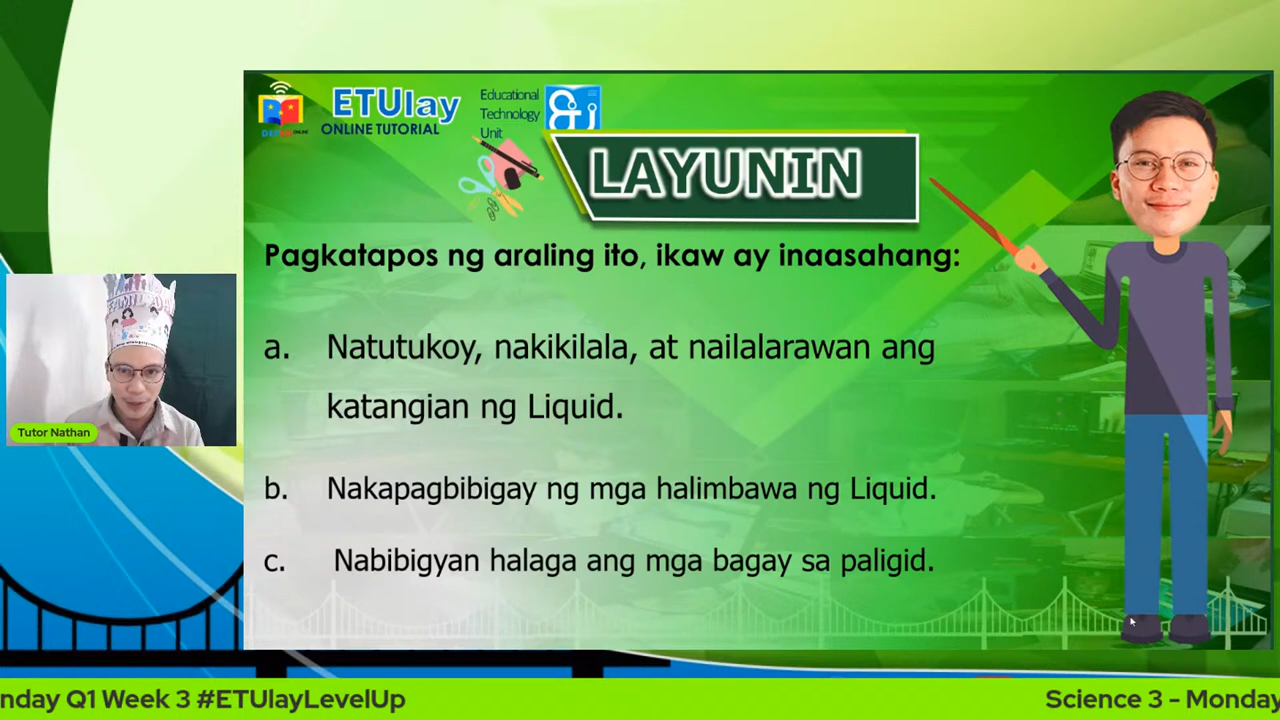 ETUlay
ONLINE TUTORIAL
Educational
Technology
Unit
LAYUNIN
Pagkatapos ng araling ito, ikaw ay inaasahang:
a. Natutukoy, nakikilala, at nailalarawan ang
katangian ng Liquid.
b. Nakapagbibigay ng mga halimbawa ng Liquid.
c. Nabibigyan halaga ang mga bagay sa paligid.
Tutor Nathan
nday Q1 Week 3 #ETUlayLevelUp
Science 3 - Monday